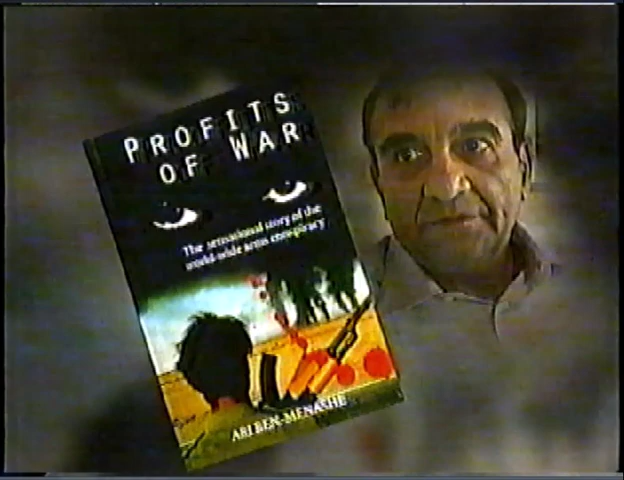 PROFITS
OF WAR
The sensational story of the
world-wide arms conspiracy
ARI BEN-MENASHE